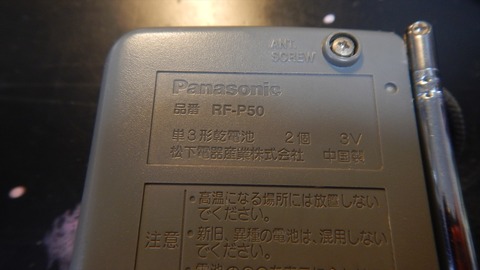 ANT.
SCREW
Panasonic
品番 RF-P50
単3形乾電池 2個 3V
松下電器産業株式会社 中国製
注意
・高温になる場所には放置しない
でください。
・新旧、異種の電池は、混用しない
でください。